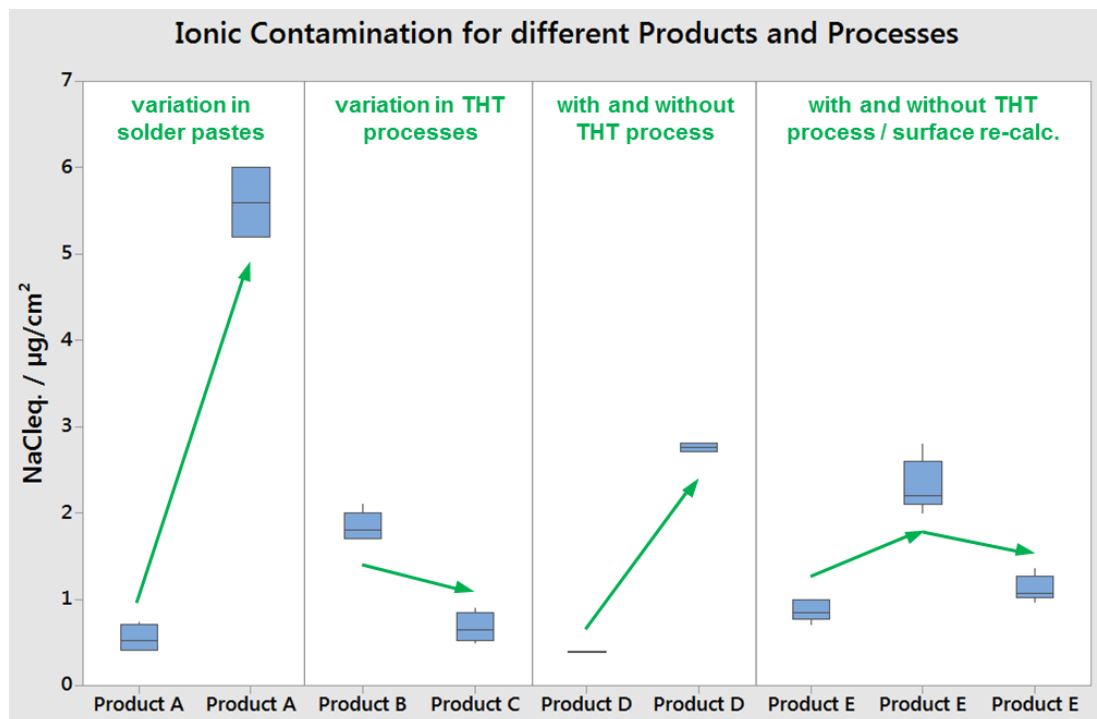 Ionic Contamination for different Products and Processes
variation in
solder pastes
variation in THT
processes
with and without
THT process
with and without THT
process / surface re-calc.
NaCleq. / µg/cm²
7
6
5
4
3
2
1
0
Product A Product A Product B Product C Product D Product D Product E Product E Product E